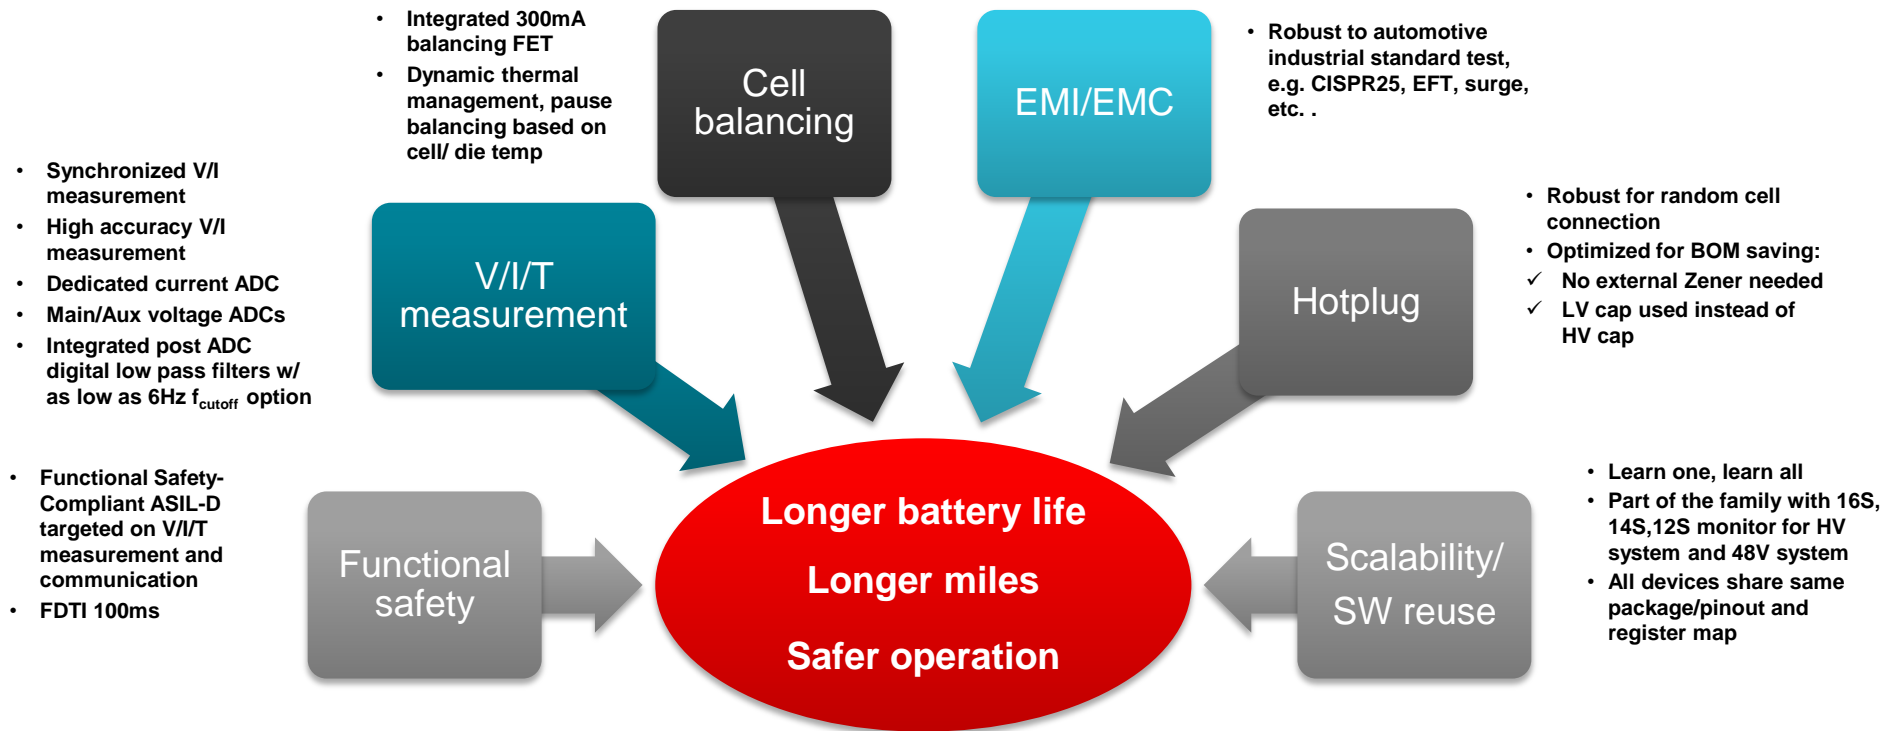 • Integrated 300mA
balancing FET
• Dynamic thermal
management, pause
balancing based on
cell/ die temp
Cell
balancing
EMI/EMC
• Robust to automotive
industrial standard test,
e.g. CISPR25, EFT, surge,
etc. .
• Synchronized V/I
measurement
• High accuracy V/I
measurement
• Dedicated current ADC
• Main/Aux voltage ADCs
• Integrated post ADC
digital low pass filters w/
as low as 6Hz fcutoff option
V/I/T
measurement
Hotplug
• Robust for random cell
connection
• Optimized for BOM saving:
✓ No external Zener needed
✓ LV cap used instead of
HV cap
• Functional Safety-
Compliant ASIL-D
targeted on V/I/T
measurement and
communication
• FDTI 100ms
Functional
safety
Longer battery life
Longer miles
Safer operation
Scalability/
SW reuse
• Learn one, learn all
• Part of the family with 16S,
14S,12S monitor for HV
system and 48V system
• All devices share same
package/pinout and
register map